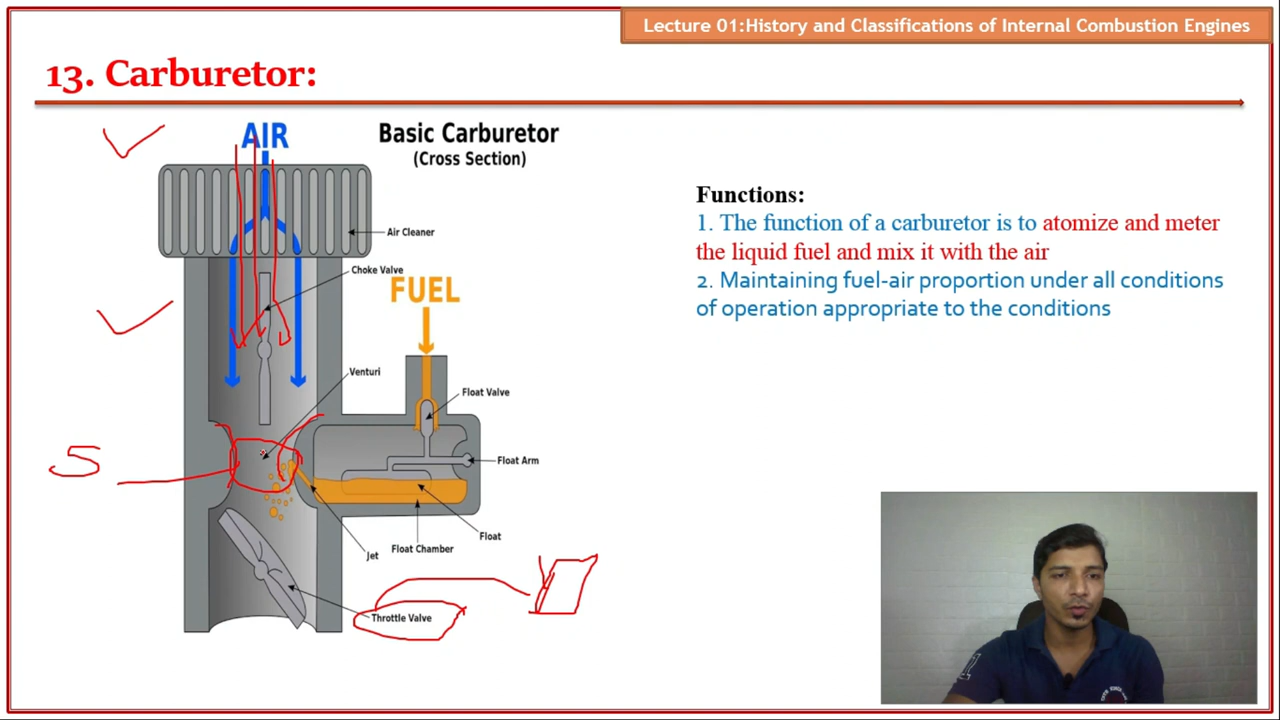 Lecture 01:History and Classifications of Internal Combustion Engines
13. Carburetor:
AIR
Basic Carburetor
(Cross Section)
Air Cleaner
Choke Valve
FUEL
Venturi
Float Valve
Float Arm
Float
Float Chamber
Jet
Throttle Valve
5
Functions:
1. The function of a carburetor is to atomize and meter
the liquid fuel and mix it with the air
2. Maintaining fuel-air proportion under all conditions
of operation appropriate to the conditions